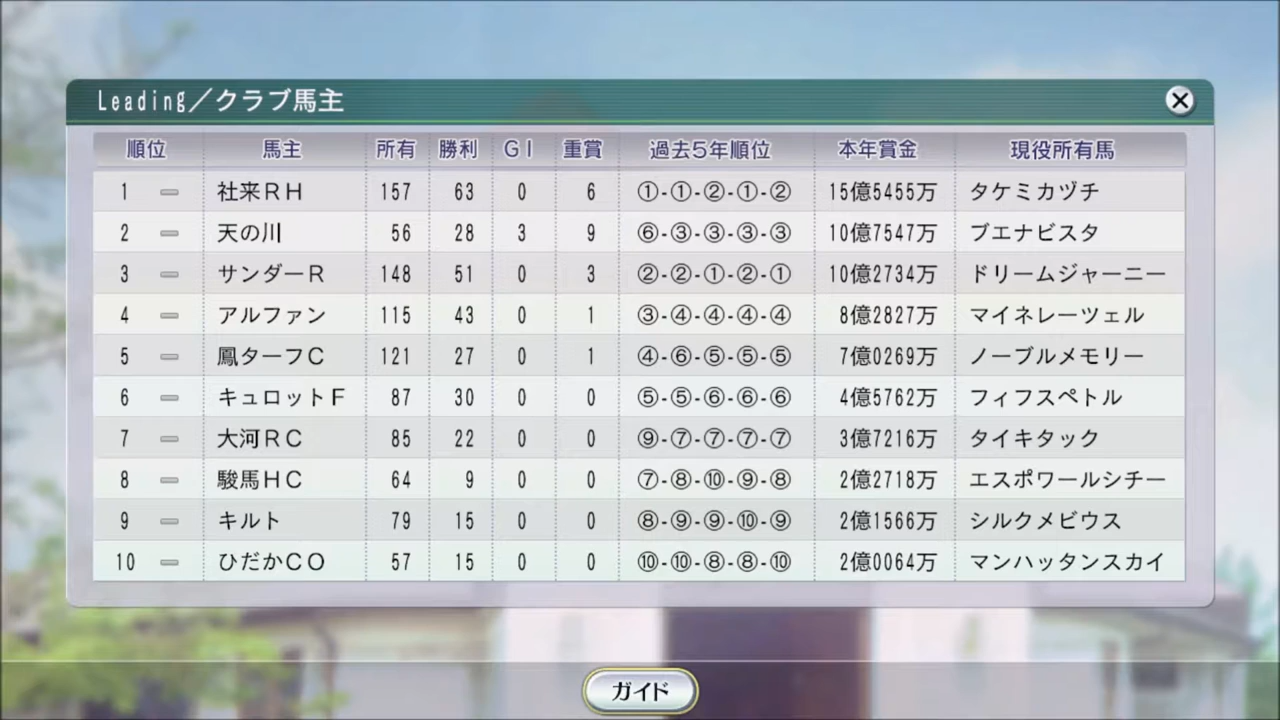 Leading／クラブ馬主
順位 馬主 所有 勝利 GⅠ 重賞 過去5年順位 本年賞金 現役所有馬
1 社来RH 157 63 0 6 ①-①-②-①-② 15億5455万 タケミカヅチ
2 天の川 56 28 3 9 ⑥-③-③-③-③ 10億7547万 ブエナビスタ
3 サンダーR 148 51 0 3 ②-②-①-②-① 10億2734万 ドリームジャーニー
4 アルファン 115 43 0 1 ③-④-④-④-④ 8億2827万 マイネレーツェル
5 鳳ターフC 121 27 0 1 ④-⑥-⑤-⑤-⑤ 7億0269万 ノーブルメモリー
6 キュロットF 87 30 0 0 ⑤-⑤-⑥-⑥-⑥ 4億5762万 フィフスペトル
7 大河RC 85 22 0 0 ⑨-⑦-⑦-⑦-⑦ 3億7216万 タイキタック
8 駿馬HC 64 9 0 0 ⑦-⑧-⑩-⑨-⑧ 2億2718万 エスポワールシチー
9 キルト 79 15 0 0 ⑧-⑨-⑨-⑩-⑨ 2億1566万 シルクメビウス
10 ひだかCO 57 15 0 0 ⑩-⑩-⑧-⑧-⑩ 2億0064万 マンハッタンスカイ
ガイド